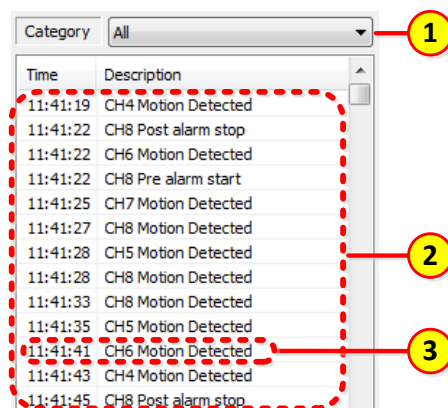 Category All 1
Time Description
11:41:19 CH4 Motion Detected
11:41:22 CH8 Post alarm stop
11:41:22 CH6 Motion Detected
11:41:22 CH8 Pre alarm start
11:41:25 CH7 Motion Detected
11:41:27 CH8 Motion Detected
11:41:28 CH5 Motion Detected 2
11:41:28 CH8 Motion Detected
11:41:33 CH8 Motion Detected
11:41:35 CH5 Motion Detected
11:41:41 CH6 Motion Detected 3
11:41:43 CH4 Motion Detected
11:41:45 CH8 Post alarm stop